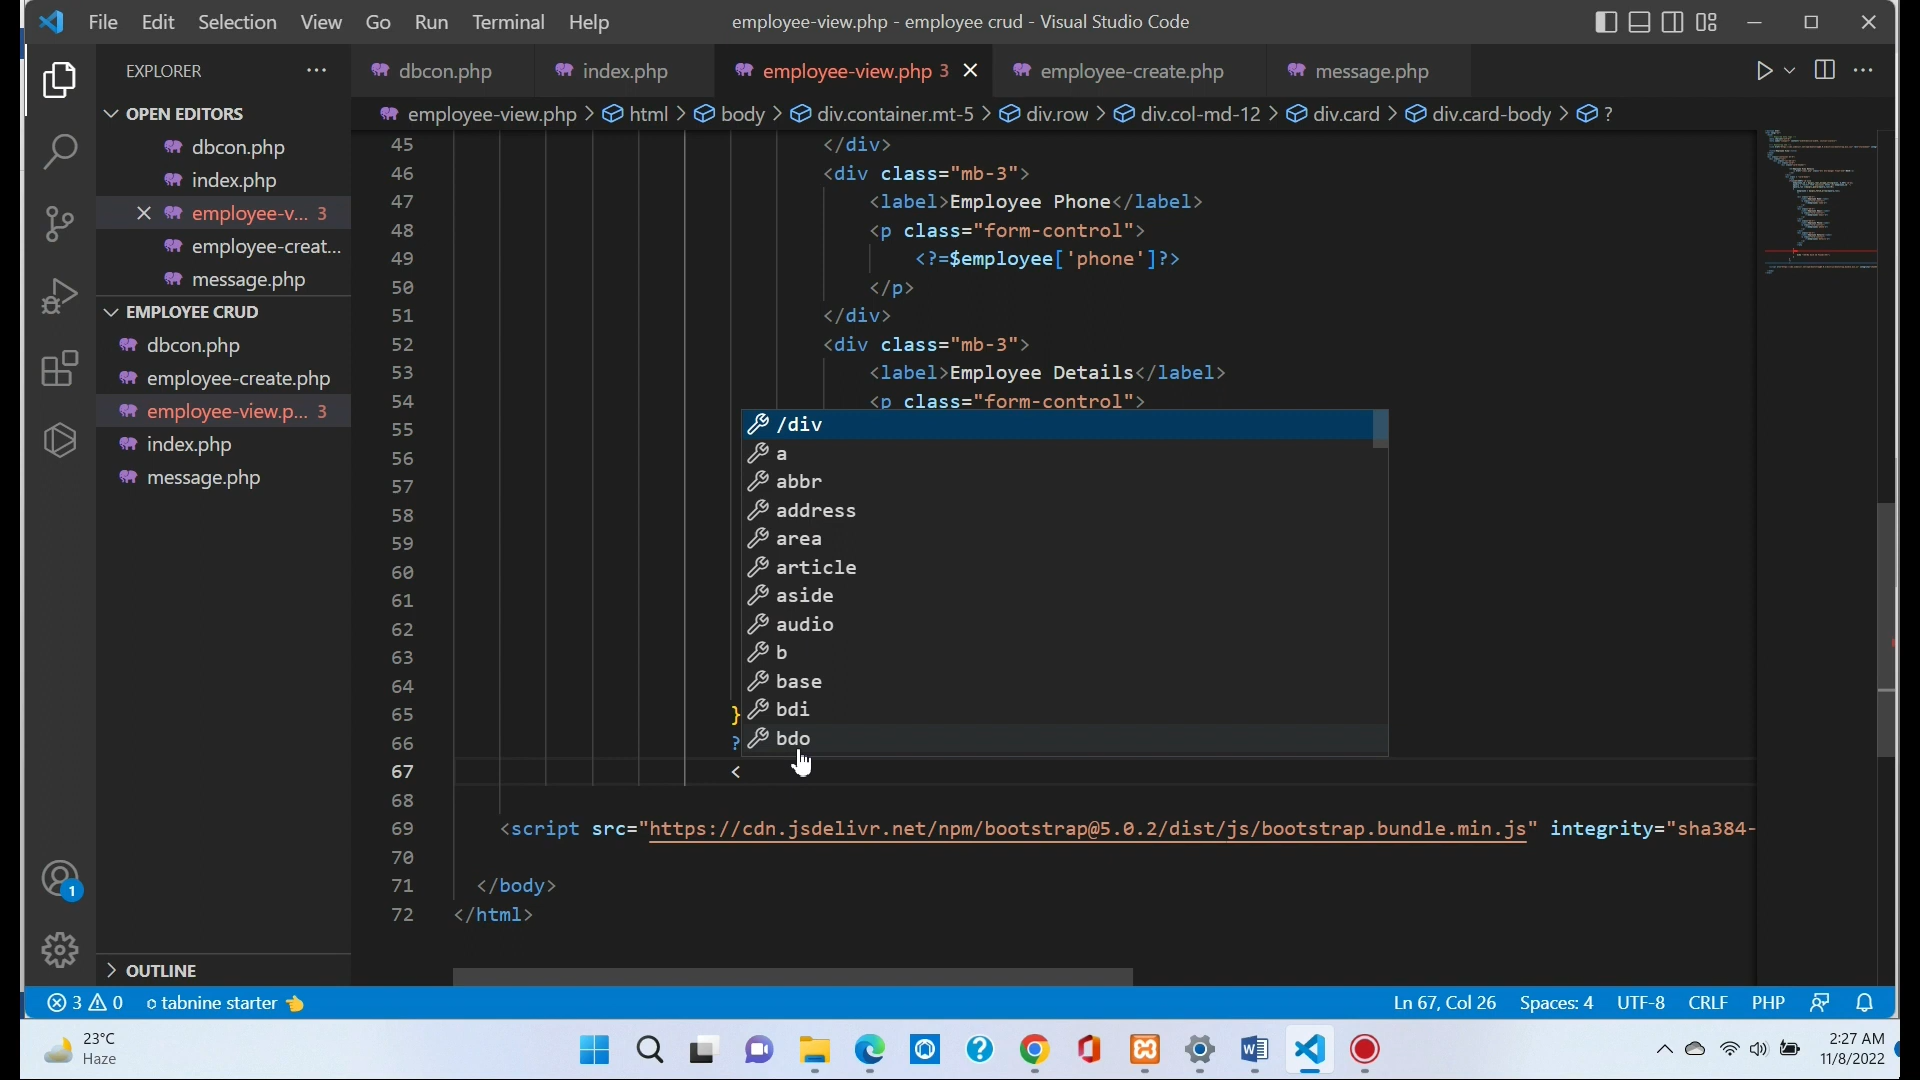 File Edit Selection View Go Run Terminal Help
employee-view.php - employee crud - Visual Studio Code
EXPLORER
dbcon.php
index.php
employee-view.php 3
employee-create.php
message.php
employee-view.php > html > body > div.container.mt-5 > div.row > div.col-md-12 > div.card > div.card-body > ?
OPEN EDITORS
dbcon.php
index.php
employee-v... 3
employee-creat...
message.php
EMPLOYEE CRUD
dbcon.php
employee-create.php
employee-view.p... 3
index.php
message.php
OUTLINE
45 </div>
46 <div class="mb-3">
47 <label>Employee Phone</label>
48 <p class="form-control">
49 <?=$employee['phone']?>
50 </p>
51 </div>
52 <div class="mb-3">
53 <label>Employee Details</label>
54 <p class="form-control">
55
56
57
58
59
60
61
62
63
64
65 }
66 ?
67 <
68
69 <script src="https://cdn.jsdelivr.net/npm/bootstrap@5.0.2/dist/js/bootstrap.bundle.min.js" integrity="sha384-
70
71 </body>
72 </html>
/div
a
abbr
address
area
article
aside
audio
b
base
bdi
bdo
3 0 tabnine starter
Ln 67, Col 26 Spaces: 4 UTF-8 CRLF PHP
1
23°C
Haze
2:27 AM
11/8/2022